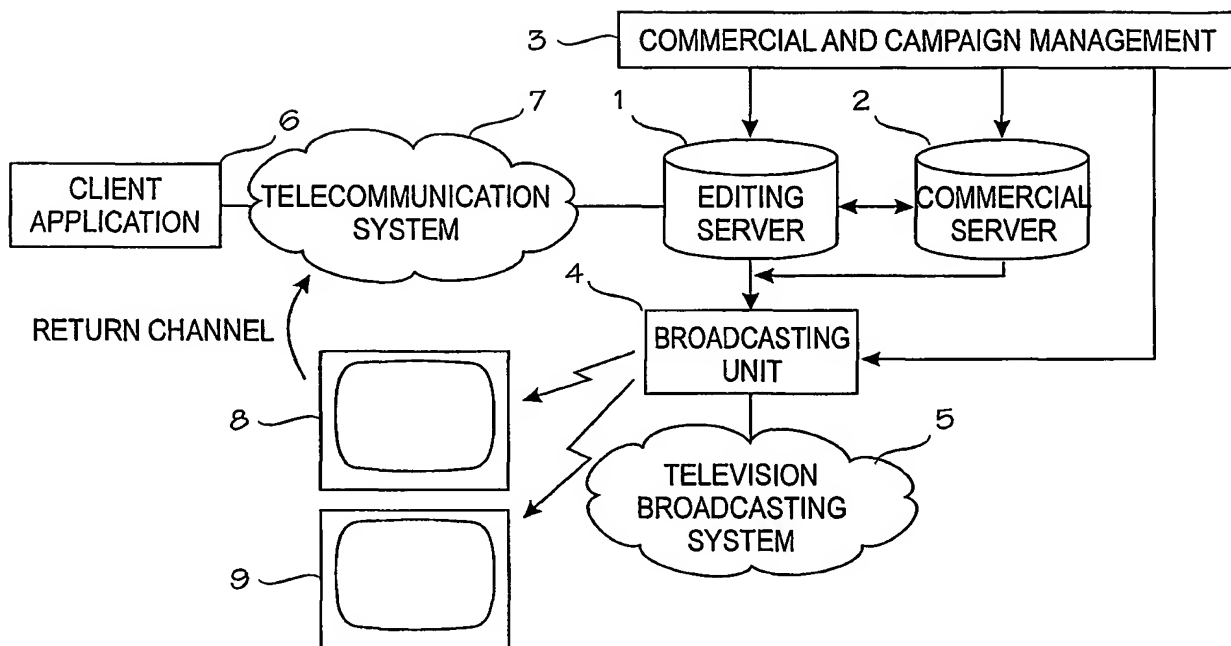 3
COMMERCIAL AND CAMPAIGN MANAGEMENT
6
7
1
2
CLIENT
APPLICATION
TELECOMMUNICATION
SYSTEM
EDITING
SERVER
COMMERCIAL
SERVER
4
RETURN CHANNEL
BROADCASTING
UNIT
8
5
TELEVISION
BROADCASTING
SYSTEM
9